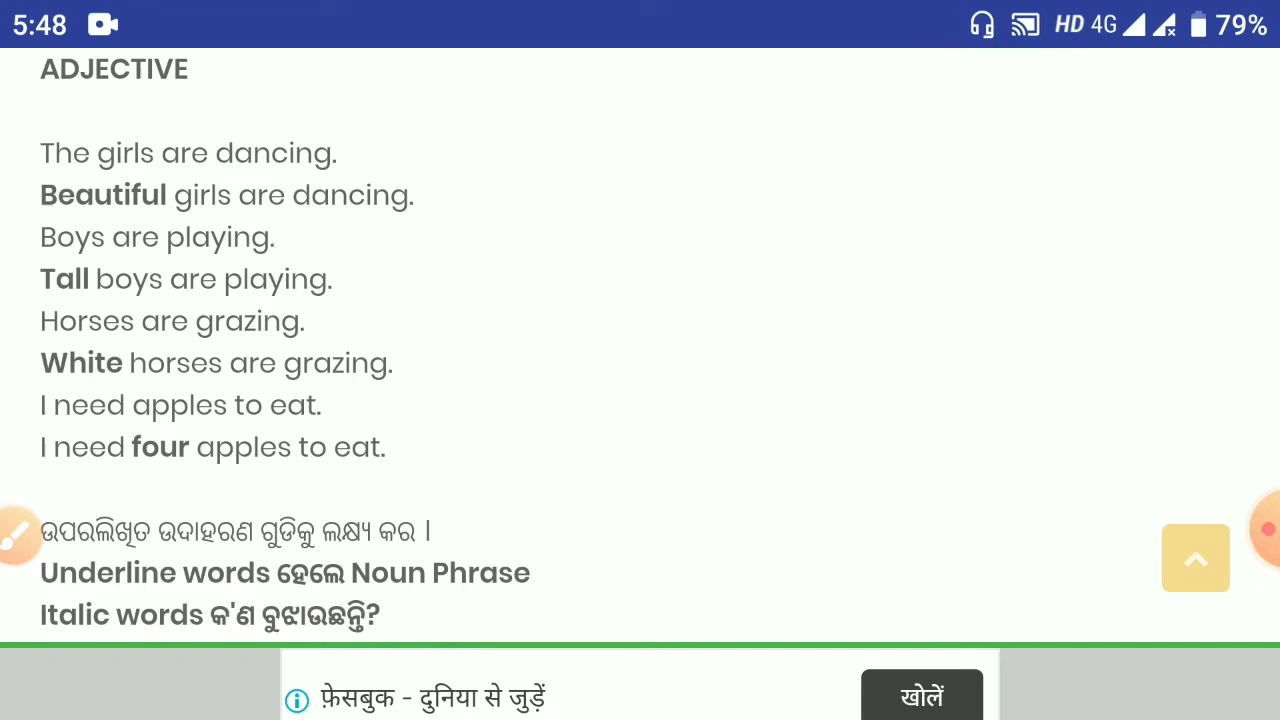 5:48 HD 4G 79%
ADJECTIVE
The girls are dancing.
Beautiful girls are dancing.
Boys are playing.
Tall boys are playing.
Horses are grazing.
White horses are grazing.
I need apples to eat.
I need four apples to eat.
ଉପରଲିଖିତ ଉଦାହରଣ ଗୁଡିକୁ ଲକ୍ଷ୍ୟ କର |
Underline words ହେଲେ Noun Phrase
Italic words କ'ଣ ବୁଝାଉଛନ୍ତି?
फ़ेसबुक - दुनिया से जुड़ें
खोलें